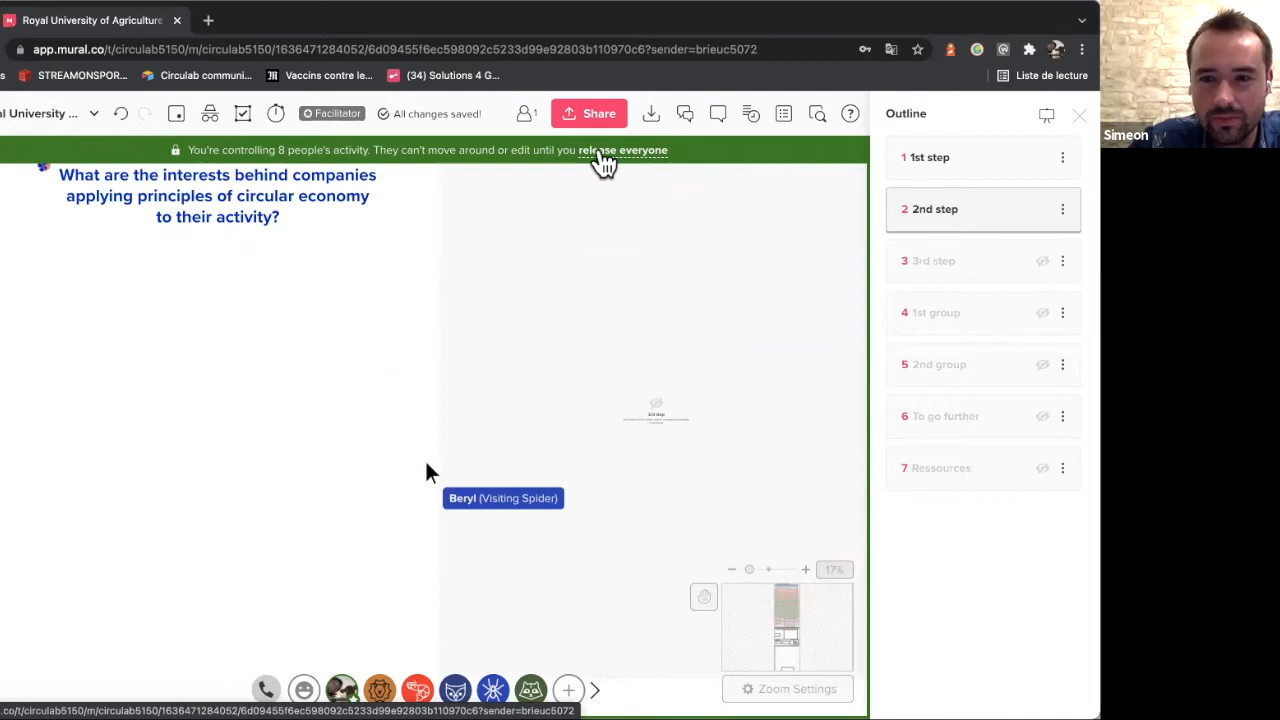 Royal University of Agriculture
app.mural.co/t/circulab5150/m/circulab5150/1636471284052/6d09455f6ec598092c5233d99e92803b110970c6?sender=brieuc5072
s STREAMONSPOR... Circulab communi... Vaccins contre le... (34) Solutions 4 G... Liste de lecture
al University ... Facilitator All changes saved! 1 Share
Outline
Simeon
You're controlling 8 people's activity. They can't move around or edit until you release everyone
What are the interests behind companies
applying principles of circular economy
to their activity?
1 1st step
2 2nd step
3 3rd step
4 1st group
5 2nd group
6 To go further
7 Ressources
2nd step
Beryl (Visiting Spider)
17%
Zoom Settings
.co/t/circulab5150/m/circulab5150/1636471284052/6d09455f6ec598092c5233d99e92803b110970c6?sender=brieuc5072